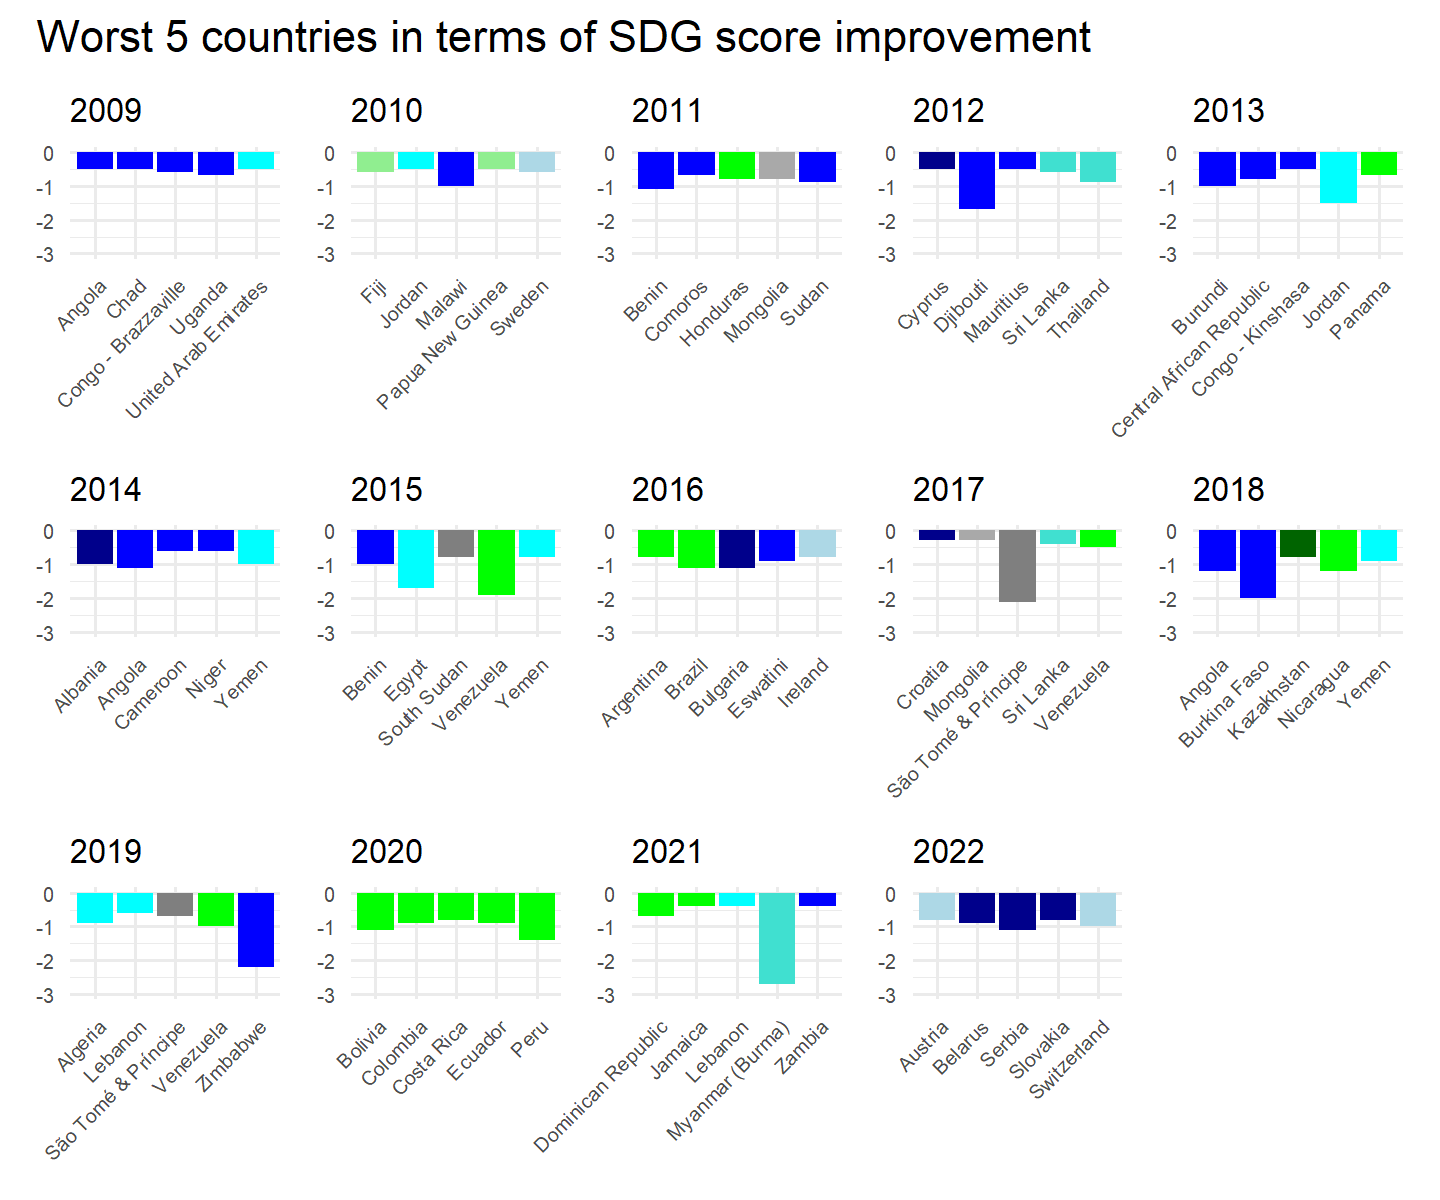 Worst 5 countries in terms of SDG score improvement
2009
0
-1
-2
-3
Angola
Chad
Congo - Brazzaville
Uganda
United Arab Emirates
2010
0
-1
-2
-3
Fiji
Jordan
Malawi
Papua New Guinea
Sweden
2011
0
-1
-2
-3
Benin
Comoros
Honduras
Mongolia
Sudan
2012
0
-1
-2
-3
Cyprus
Djibouti
Mauritius
Sri Lanka
Thailand
2013
0
-1
-2
-3
Burundi
Central African Republic
Congo - Kinshasa
Jordan
Panama
2014
0
-1
-2
-3
Albania
Angola
Cameroon
Niger
Yemen
2015
0
-1
-2
-3
Benin
Egypt
South Sudan
Venezuela
Yemen
2016
0
-1
-2
-3
Argentina
Brazil
Bulgaria
Eswatini
Ireland
2017
0
-1
-2
-3
Croatia
Mongolia
São Tomé & Príncipe
Sri Lanka
Venezuela
2018
0
-1
-2
-3
Angola
Burkina Faso
Kazakhstan
Nicaragua
Yemen
2019
0
-1
-2
-3
Algeria
Lebanon
São Tomé & Príncipe
Venezuela
Zimbabwe
2020
0
-1
-2
-3
Bolivia
Colombia
Costa Rica
Ecuador
Peru
2021
0
-1
-2
-3
Dominican Republic
Jamaica
Lebanon
Myanmar (Burma)
Zambia
2022
0
-1
-2
-3
Austria
Belarus
Serbia
Slovakia
Switzerland